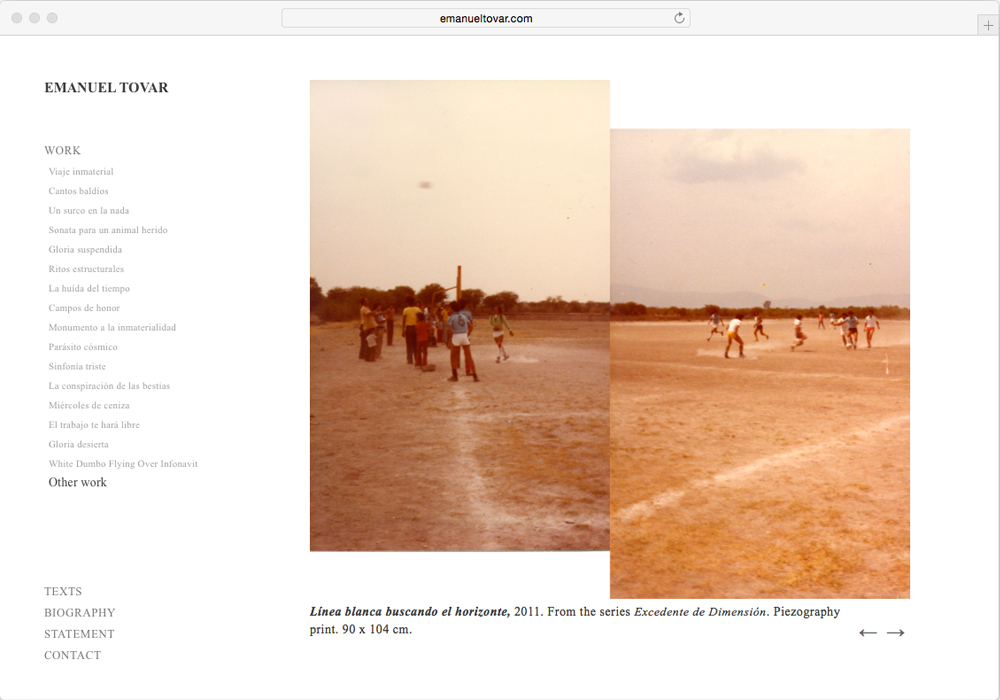 emanueltovar.com
EMANUEL TOVAR
WORK
Viaje inmaterial
Cantos baldíos
Un surco en la nada
Sonata para un animal herido
Gloria suspendida
Ritos estructurales
La huída del tiempo
Campos de honor
Monumento a la inmaterialidad
Parásito cósmico
Sinfonía triste
La conspiración de las bestias
Miércoles de ceniza
El trabajo te hará libre
Gloria desierta
White Dumbo Flying Over Infonavit
Other work
TEXTS
BIOGRAPHY
STATEMENT
CONTACT
Línea blanca buscando el horizonte, 2011. From the series Excedente de Dimensión. Piezography
print. 90 x 104 cm.